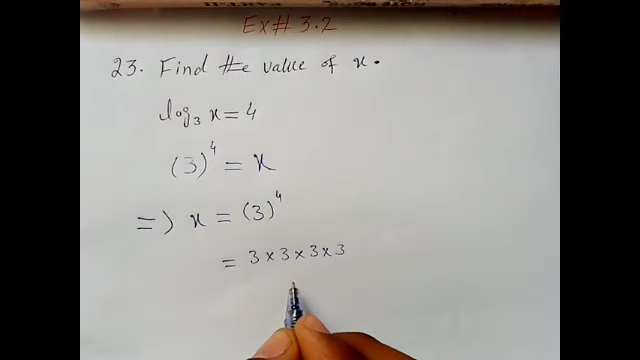 Ex# 3.2
23. Find the value of x.
log₃ x = 4
(3)⁴ = x
=> x = (3)⁴
= 3 × 3 × 3 × 3